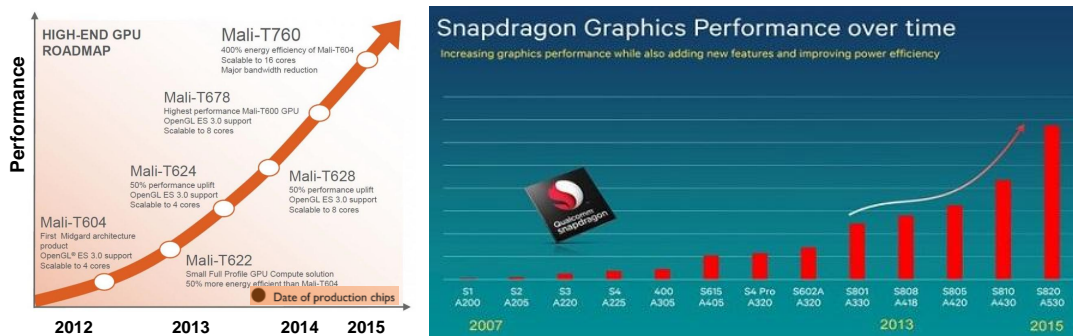 HIGH-END GPU
ROADMAP
Performance
Mali-T760
400% energy efficiency of Mali-T604
Scalable to 16 cores
Major bandwidth reduction
Mali-T678
Highest performance Mali-T600 GPU
OpenGL ES 3.0 support
Scalable to 8 cores
Mali-T624
50% performance uplift
OpenGL ES 3.0 support
Scalable to 4 cores
Mali-T628
50% performance uplift
OpenGL ES 3.0 support
Scalable to 8 cores
Mali-T604
First Midgard architecture
product
OpenGL® ES 3.0 support
Scalable to 4 cores
Mali-T622
Small Full Profile GPU Compute solution
50% more energy efficient than Mali-T604
Date of production chips
2012 2013 2014 2015
Snapdragon Graphics Performance over time
Increasing graphics performance while also adding new features and improving power efficiency
Qualcomm
snapdragon
S1 S2 S3 S4 400 S615 S4 Pro S602A S801 S808 S805 S810 S820
A200 A205 A220 A225 A305 A405 A320 A320 A330 A418 A420 A430 A530
2007 2013 2015